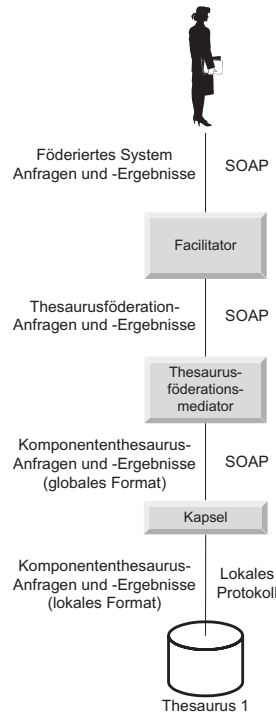 Föderiertes System
Anfragen und -Ergebnisse
SOAP
Facilitator
Thesaurusföderation-
Anfragen und -Ergebnisse
SOAP
Thesaurus-
föderations-
mediator
Komponententhesaurus-
Anfragen und -Ergebnisse
(globales Format)
SOAP
Kapsel
Komponententhesaurus-
Anfragen und -Ergebnisse
(lokales Format)
Lokales
Protokoll
Thesaurus 1